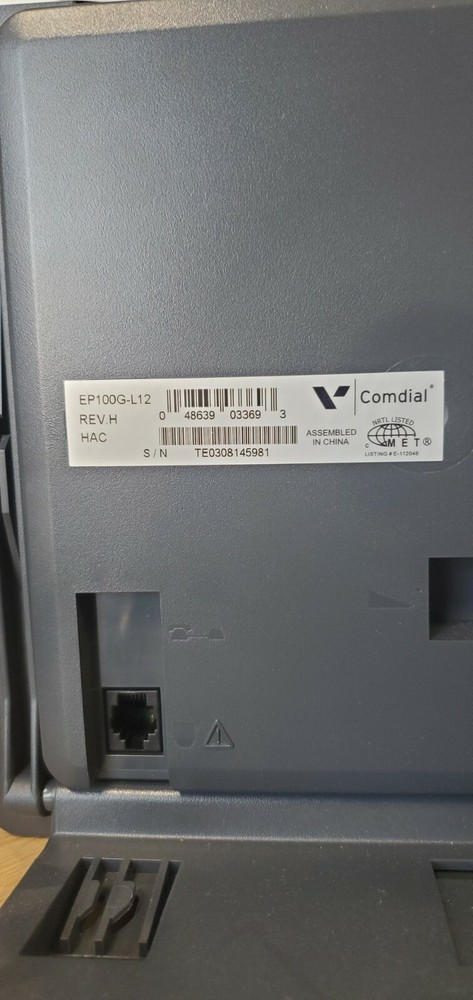 EP100G-L12
REV.H
HAC
0 48639 03369 3
S/N TE0308145981
Comdial®
ASSEMBLED
IN CHINA
NRTL LISTED
c MET®
LISTING # E-112048